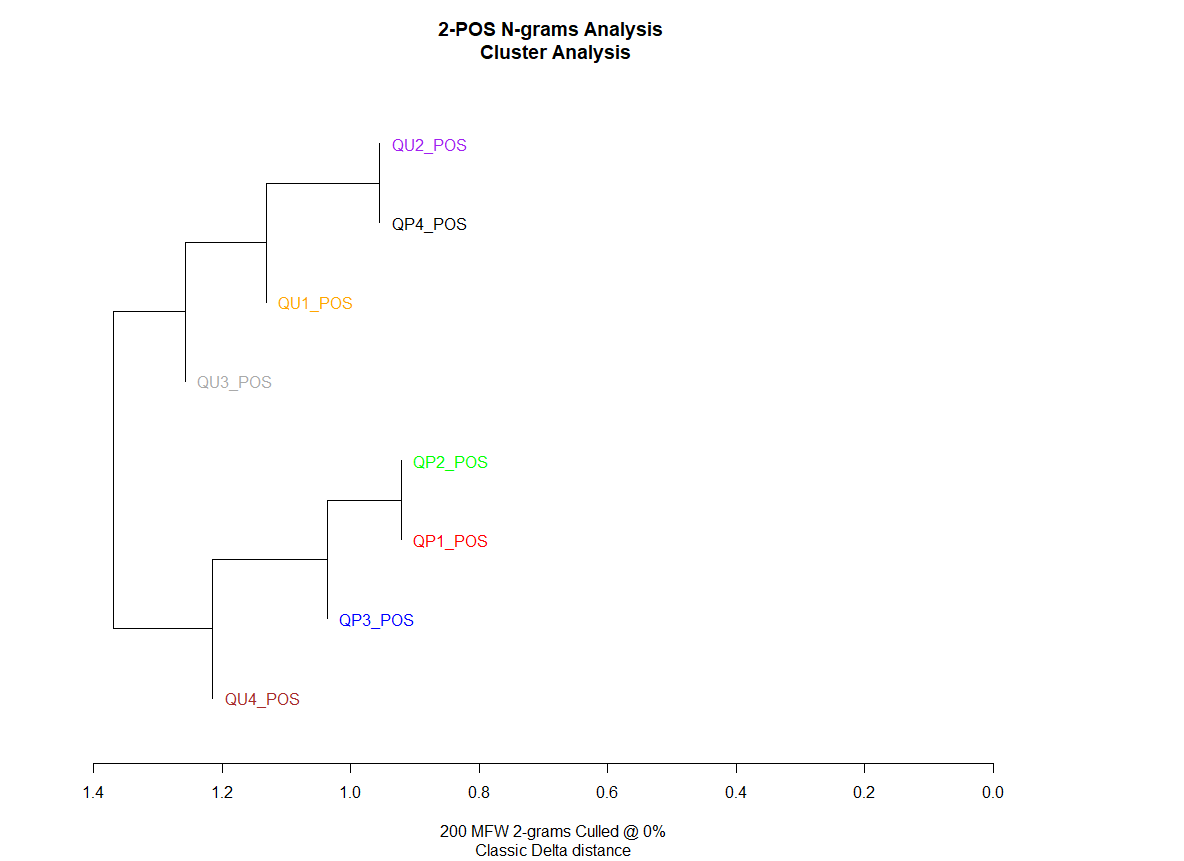 2-POS N-grams Analysis
Cluster Analysis
QU2_POS
QP4_POS
QU1_POS
QU3_POS
QP2_POS
QP1_POS
QP3_POS
QU4_POS
1.4 1.2 1.0 0.8 0.6 0.4 0.2 0.0
200 MFW 2-grams Culled @ 0%
Classic Delta distance